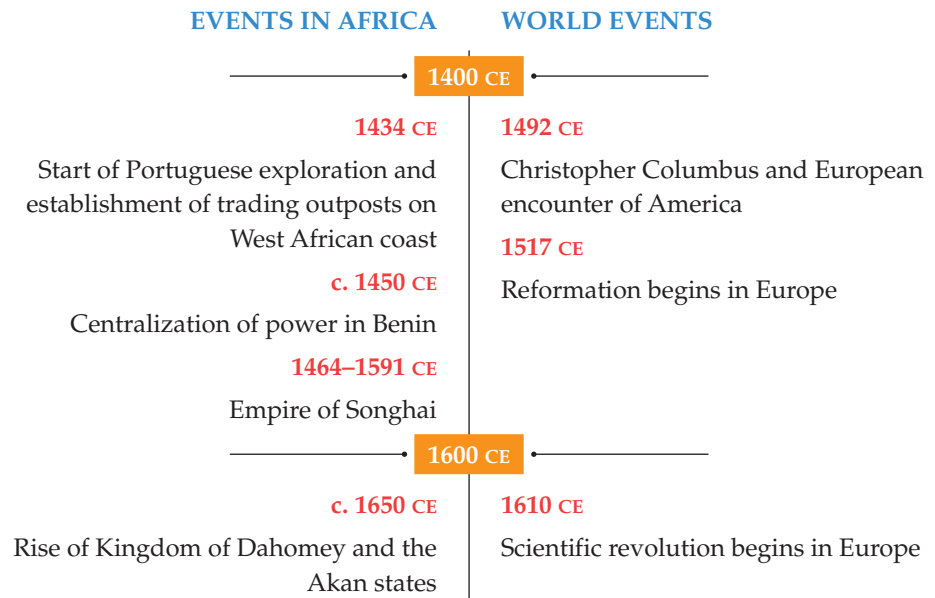 EVENTS IN AFRICA
WORLD EVENTS
1400 CE
1434 CE
Start of Portuguese exploration and
establishment of trading outposts on
West African coast
c. 1450 CE
Centralization of power in Benin
1464–1591 CE
Empire of Songhai
1492 CE
Christopher Columbus and European
encounter of America
1517 CE
Reformation begins in Europe
1600 CE
c. 1650 CE
Rise of Kingdom of Dahomey and the
Akan states
1610 CE
Scientific revolution begins in Europe